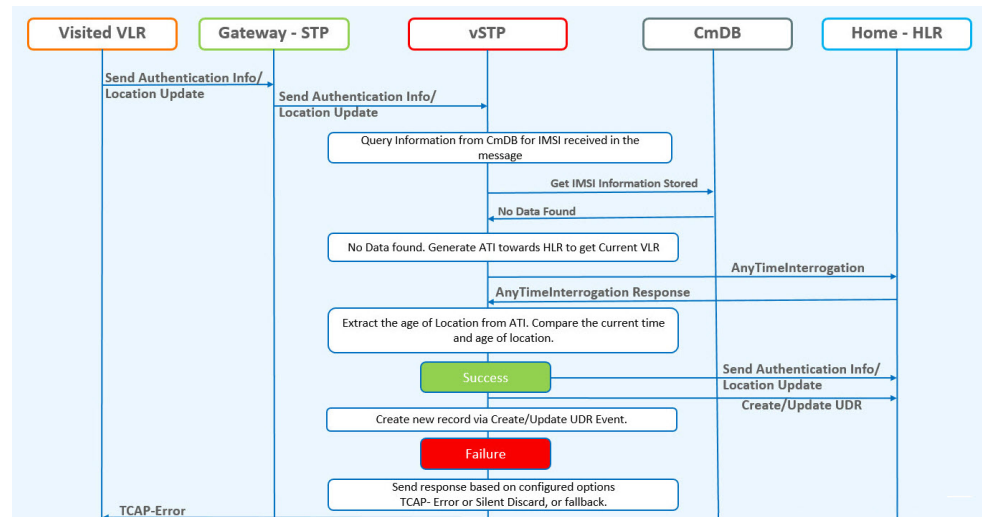 Visited VLR
Gateway - STP
vSTP
CmDB
Home - HLR
Send Authentication Info/
Location Update
Send Authentication Info/
Location Update
Query Information from CmDB for IMSI received in the
message
Get IMSI Information Stored
No Data Found
No Data found. Generate ATI towards HLR to get Current VLR
AnyTimeInterrogation
AnyTimeInterrogation Response
Extract the age of Location from ATI. Compare the current time
and age of location.
Success
Send Authentication Info/
Location Update
Create/Update UDR
Create new record via Create/Update UDR Event.
Failure
Send response based on configured options
TCAP- Error or Silent Discard, or fallback.
TCAP-Error